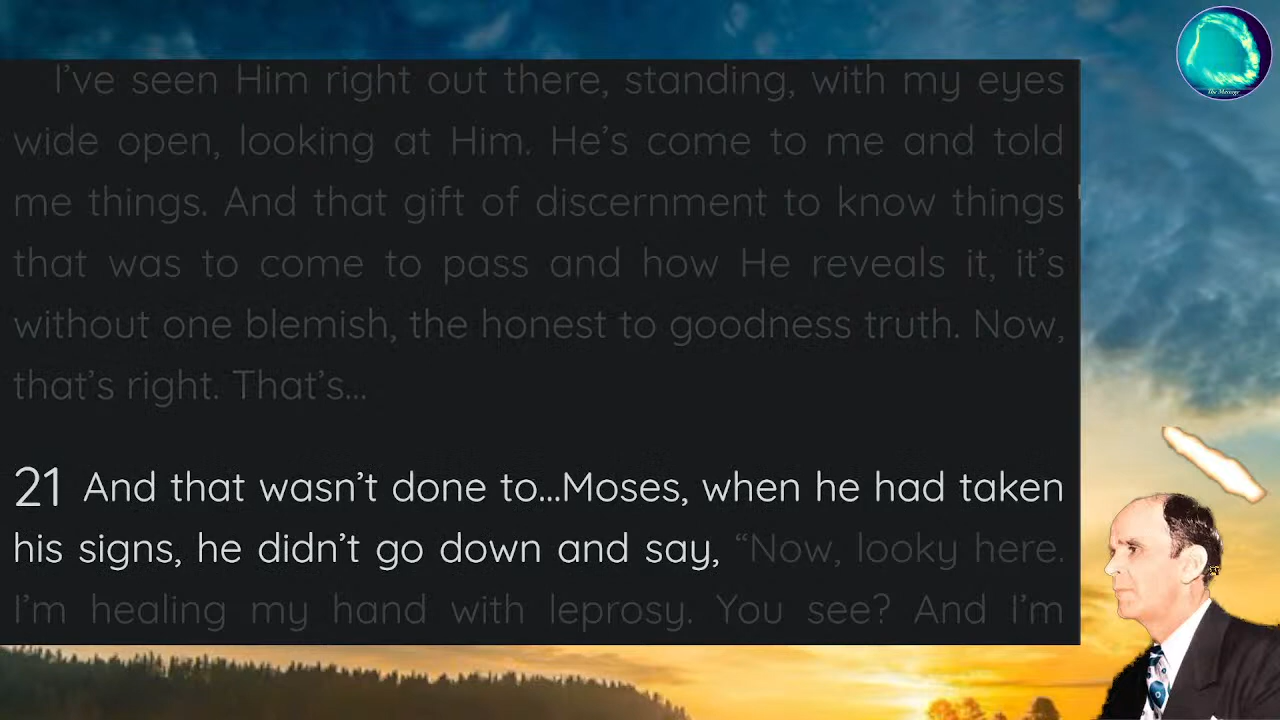 The Message
I’ve seen Him right out there, standing, with my eyes
wide open, looking at Him. He’s come to me and told
me things. And that gift of discernment to know things
that was to come to pass and how He reveals it, it’s
without one blemish, the honest to goodness truth. Now,
that’s right. That’s...
21 And that wasn’t done to...Moses, when he had taken
his signs, he didn’t go down and say, “Now, looky here.
I’m healing my hand with leprosy. You see? And I’m